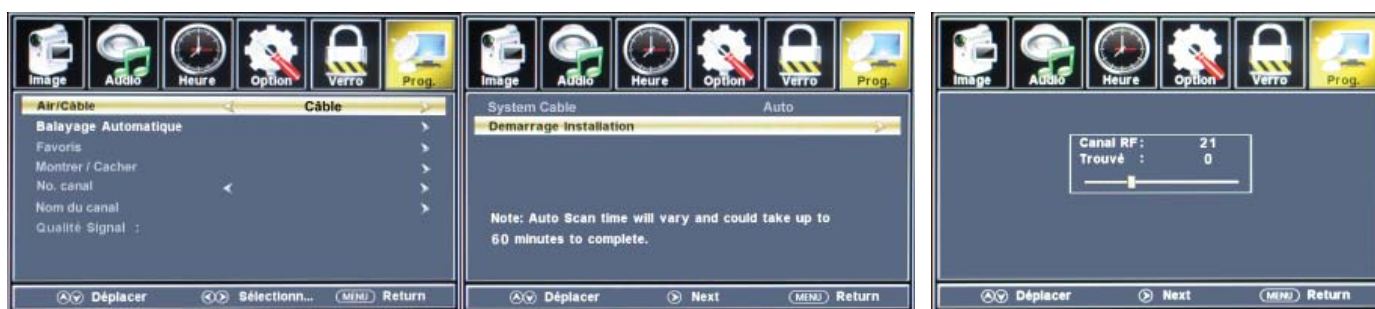 Image Audio Heure Option Verro Prog.
Air/Câble Câble
Balayage Automatique
Favoris
Montrer / Cacher
No. canal
Nom du canal
Qualité Signal :
Déplacer Sélectionn... MENU Return
Image Audio Heure Option Verro Prog.
System Cable Auto
Demarrage Installation
Note: Auto Scan time will vary and could take up to
60 minutes to complete.
Déplacer Next MENU Return
Image Audio Heure Option Verro Prog.
Canal RF: 21
Trouvé : 0
Déplacer Next MENU Return